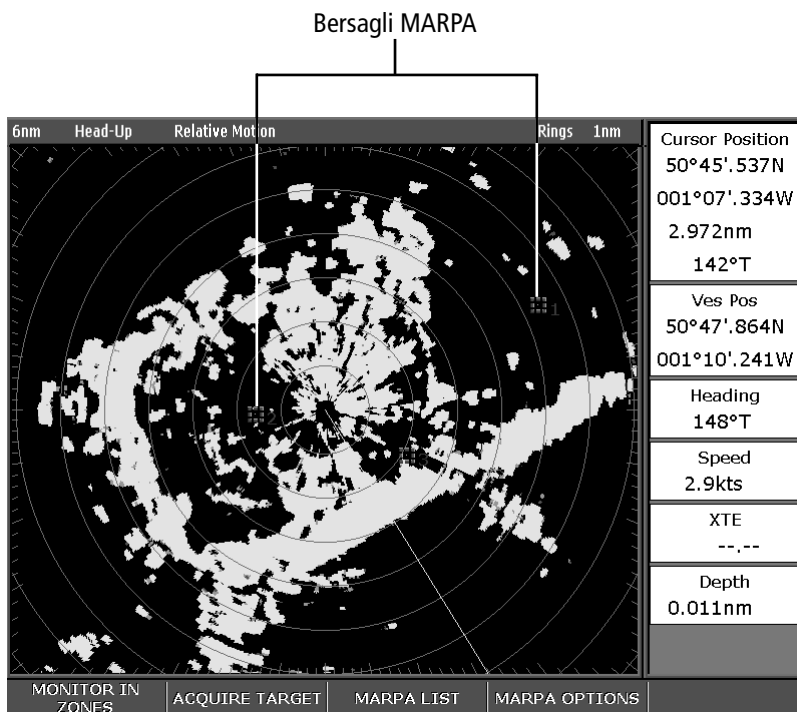 Bersagli MARPA
6nm Head-Up Relative Motion Rings 1nm
Cursor Position
50°45'.537N
001°07'.334W
2.972nm
142°T
Ves Pos
50°47'.864N
001°10'.241W
Heading
148°T
Speed
2.9kts
XTE
--.--
Depth
0.011nm
1
2
MONITOR IN
ZONES
ACQUIRE TARGET
MARPA LIST
MARPA OPTIONS